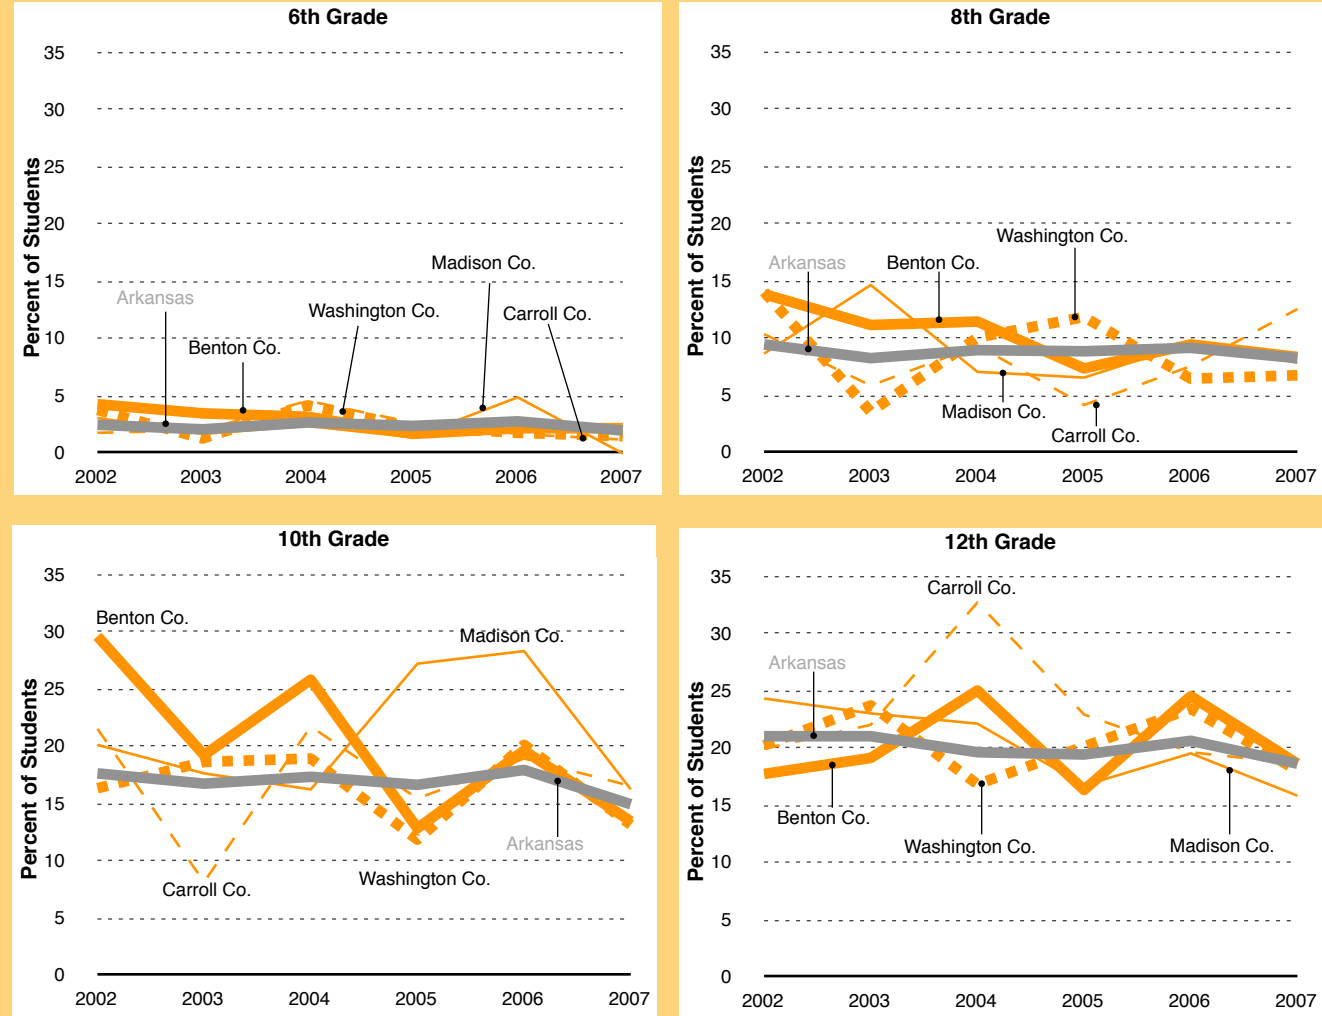 6th Grade
35
30
25
20
15
10
5
0
Percent of Students
Arkansas
Benton Co.
Washington Co.
Madison Co.
Carroll Co.
2002 2003 2004 2005 2006 2007
8th Grade
35
30
25
20
15
10
5
0
Percent of Students
Arkansas
Benton Co.
Washington Co.
Madison Co.
Carroll Co.
2002 2003 2004 2005 2006 2007
10th Grade
35
30
25
20
15
10
5
0
Percent of Students
Benton Co.
Madison Co.
Carroll Co.
Washington Co.
Arkansas
2002 2003 2004 2005 2006 2007
12th Grade
35
30
25
20
15
10
5
0
Percent of Students
Carroll Co.
Arkansas
Benton Co.
Washington Co.
Madison Co.
2002 2003 2004 2005 2006 2007